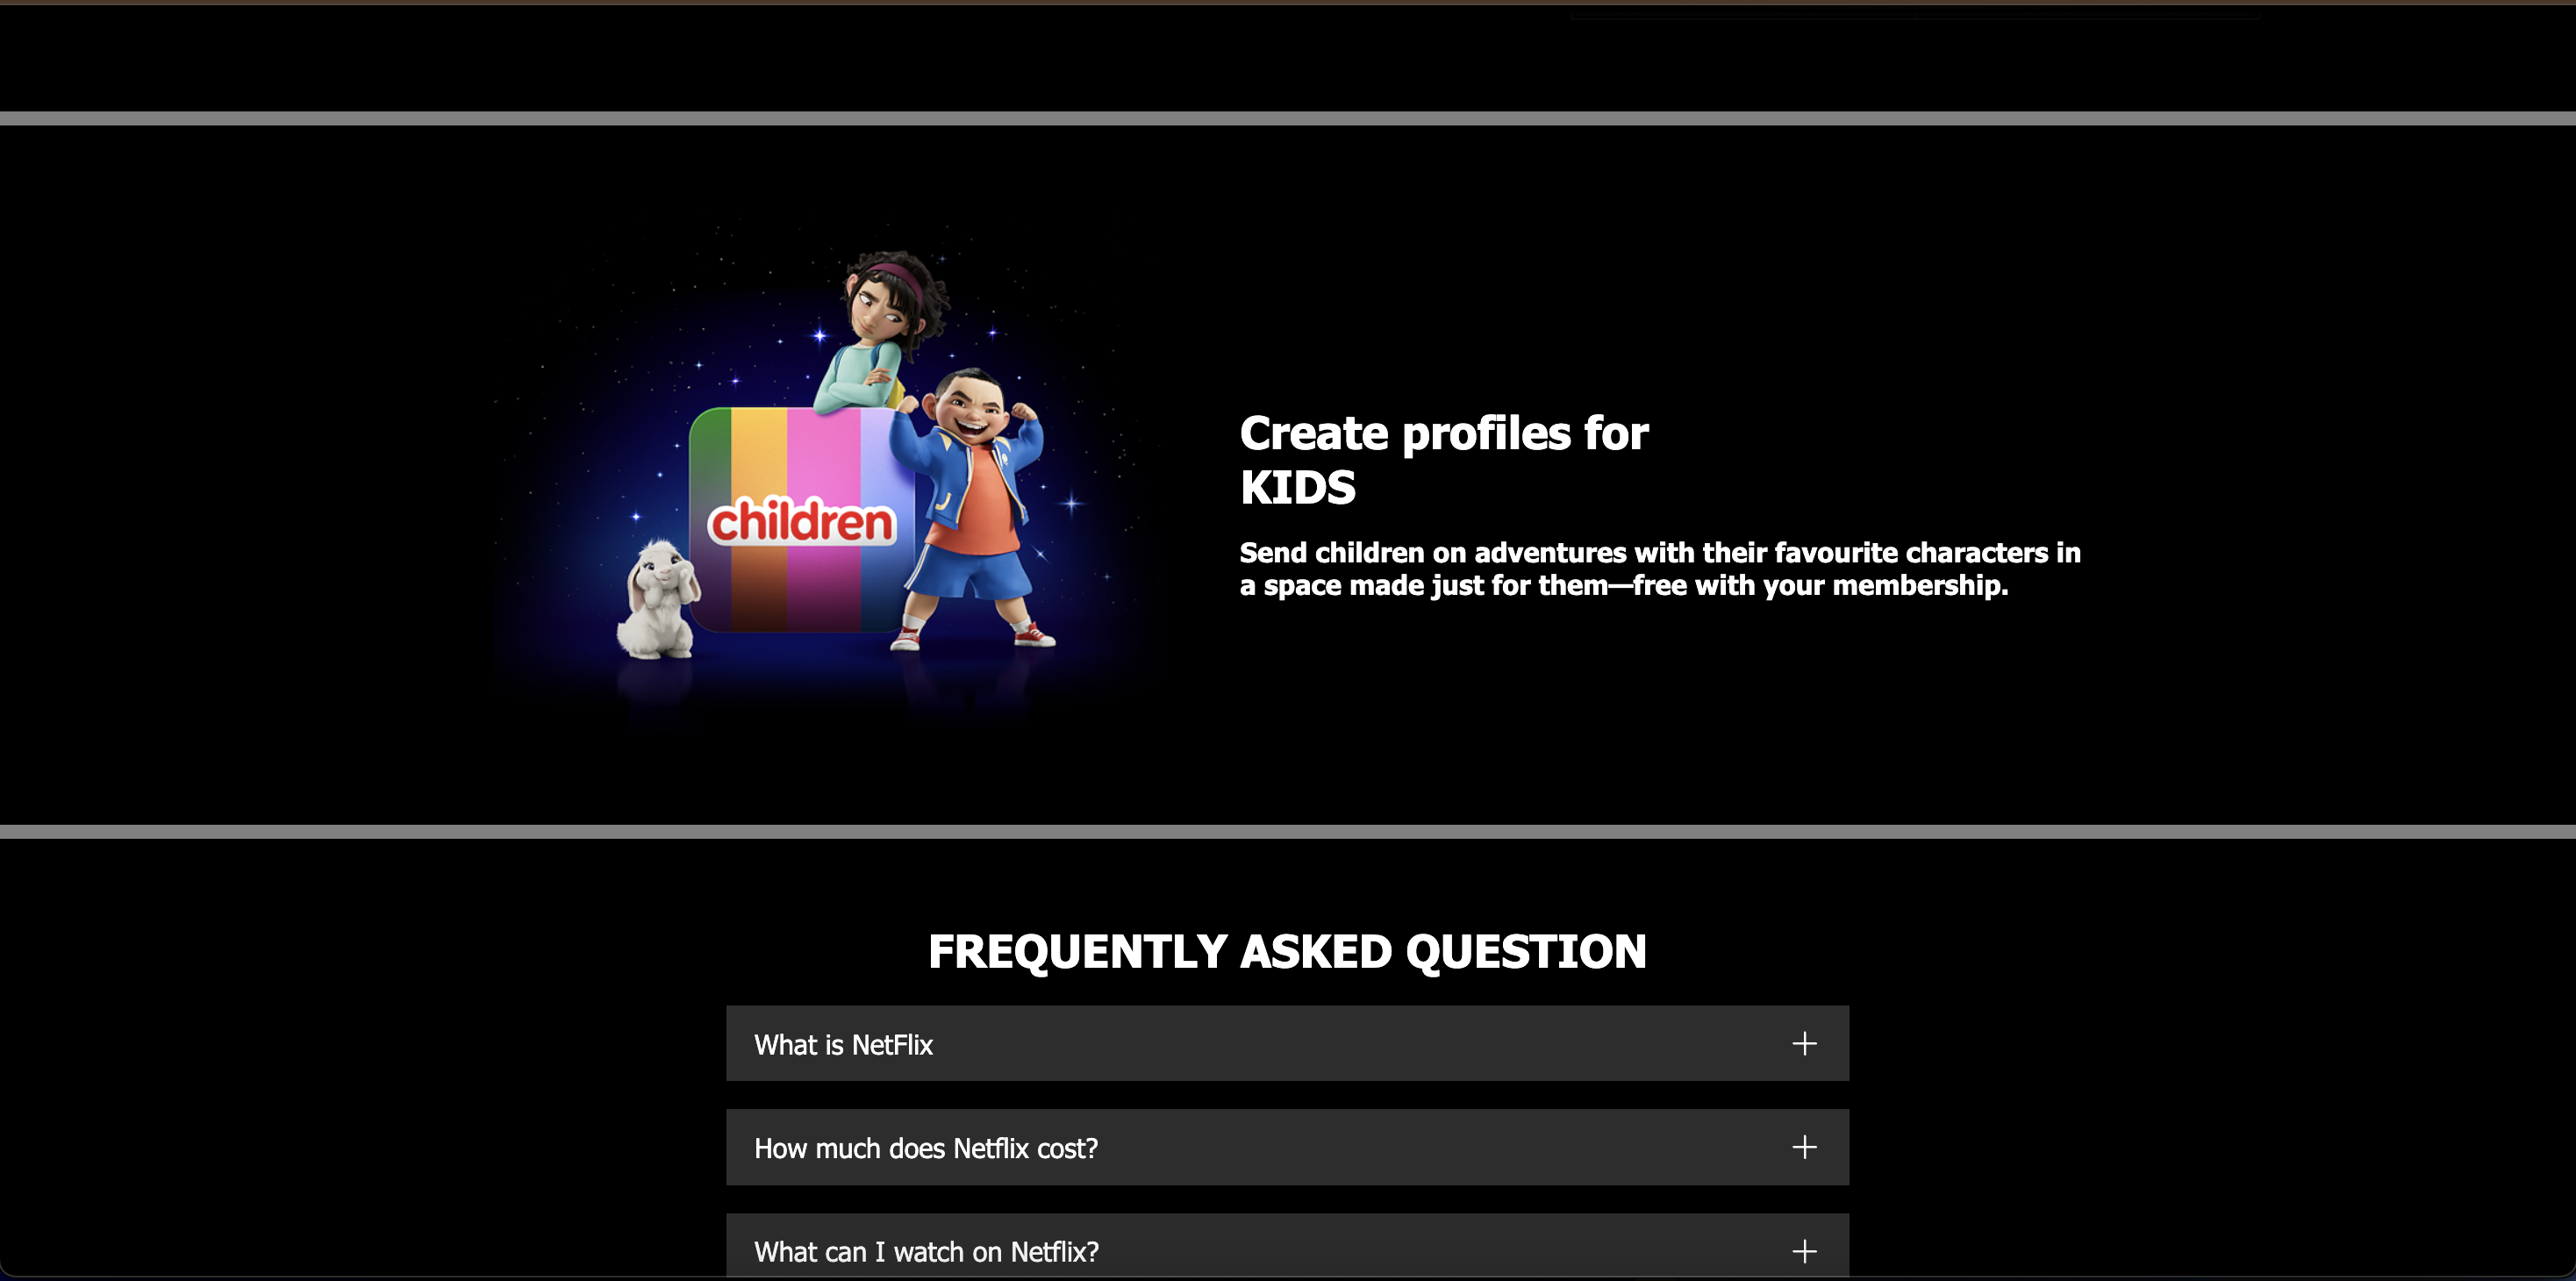 children
Create profiles for
KIDS
Send children on adventures with their favourite characters in
a space made just for them—free with your membership.
FREQUENTLY ASKED QUESTION
What is NetFlix
How much does Netflix cost?
What can I watch on Netflix?